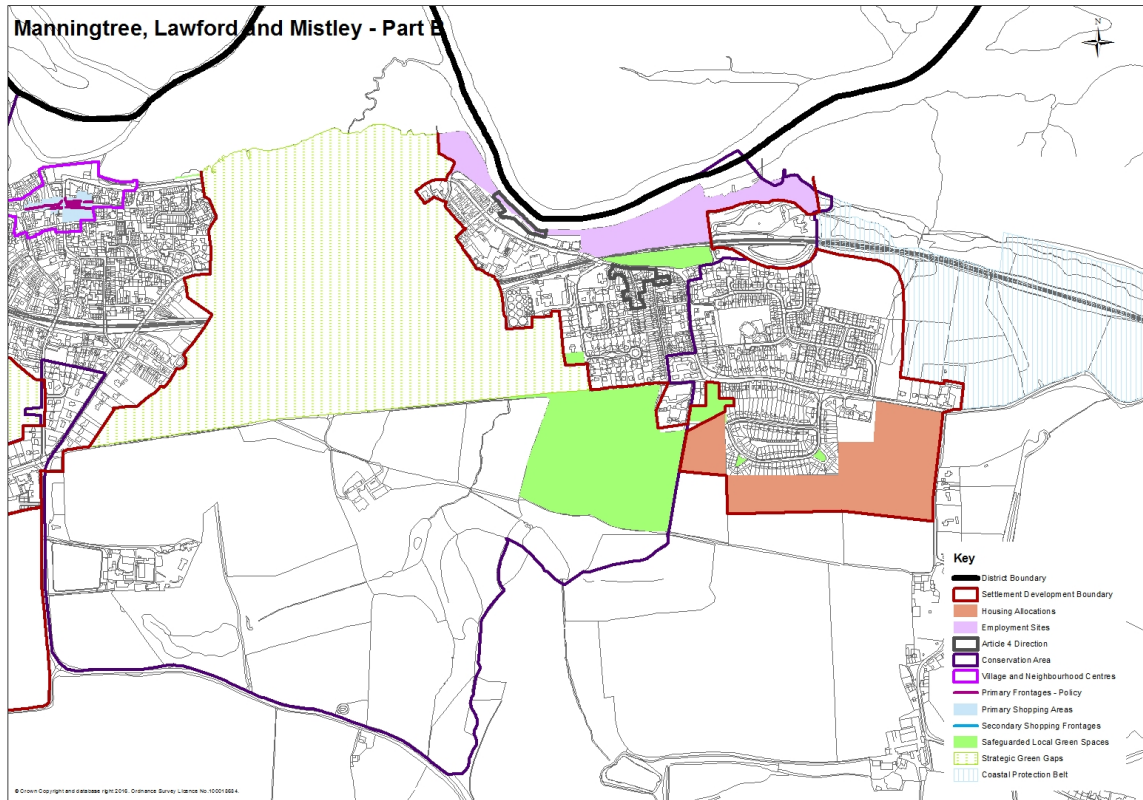 Manningtree, Lawford and Mistley - Part B
N
Key
District Boundary
Settlement Development Boundary
Housing Allocations
Employment Sites
Article 4 Direction
Conservation Area
Village and Neighbourhood Centres
Primary Frontages - Policy
Primary Shopping Areas
Secondary Shopping Frontages
Safeguarded Local Green Spaces
Strategic Green Gaps
Coastal Protection Belt
© Crown Copyright and database right 2016. Ordnance Survey Licence No.100018684.